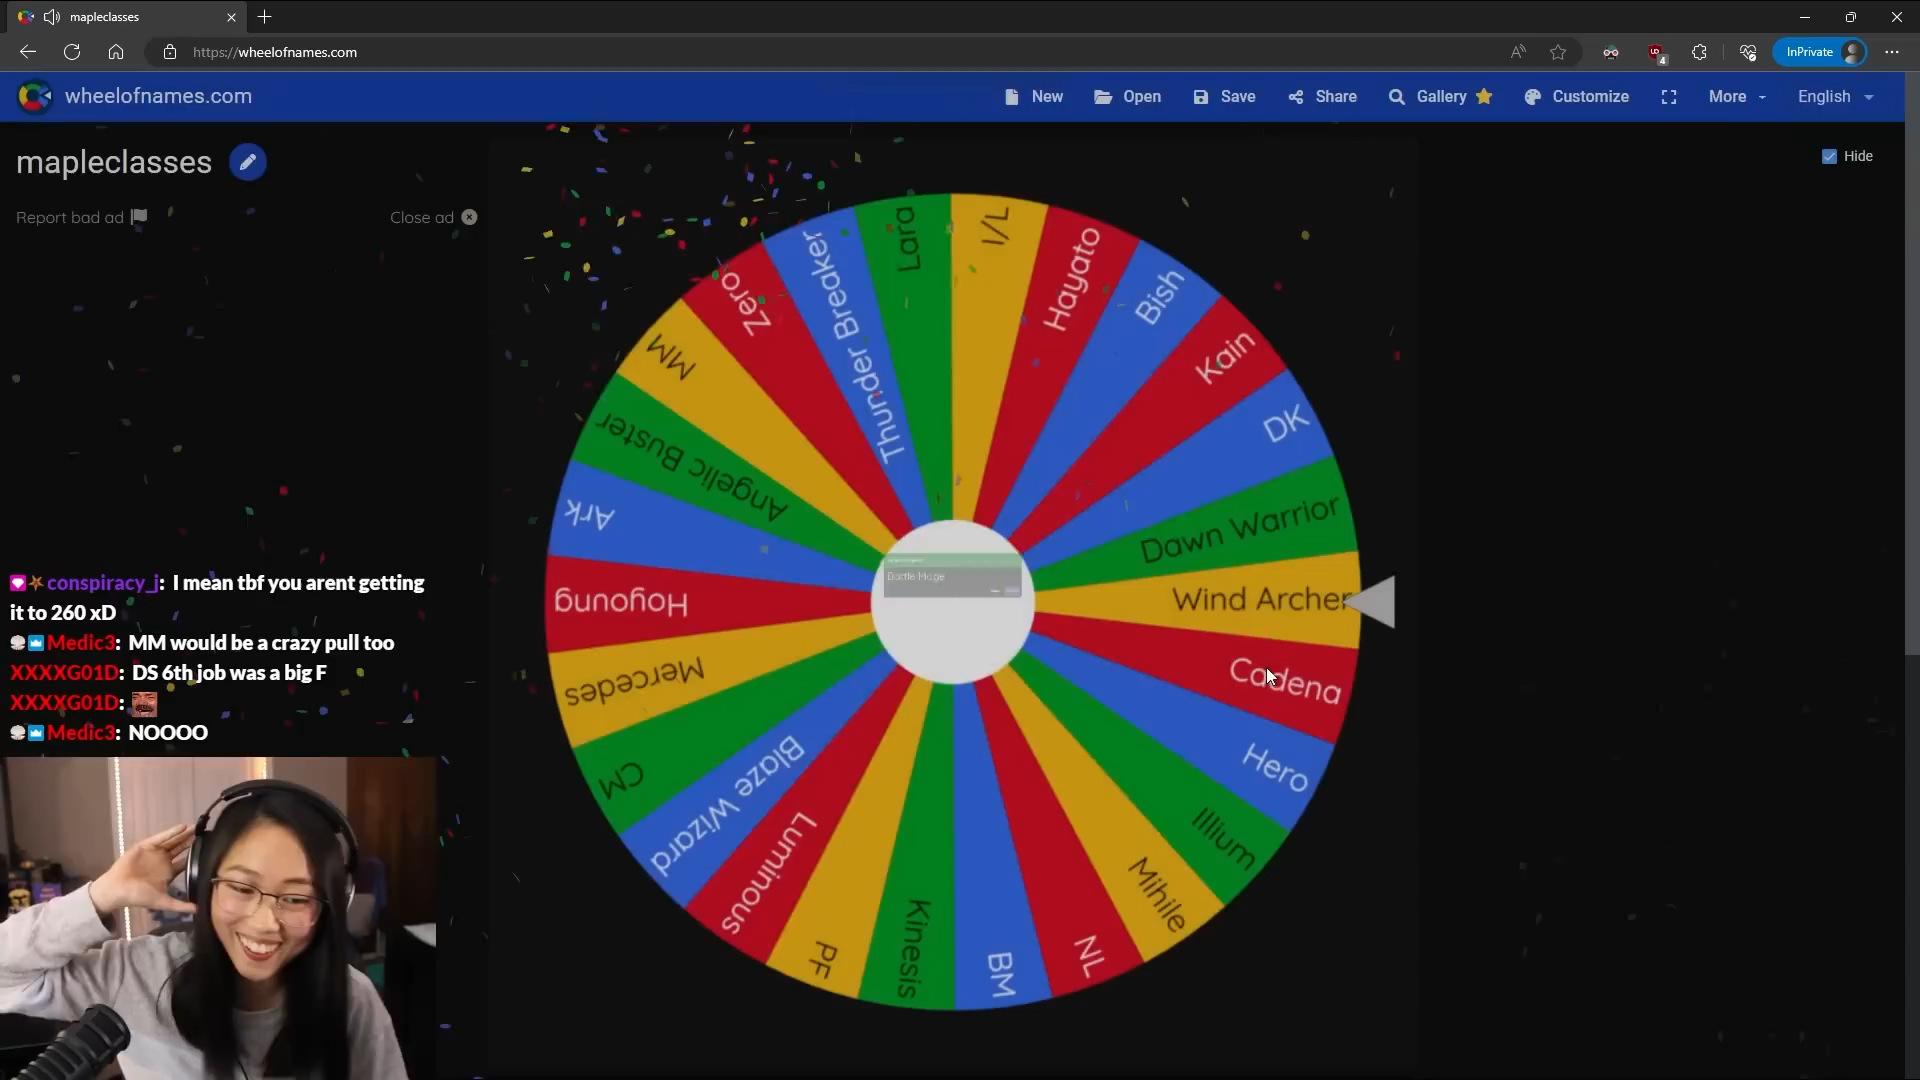 mapleclasses
https://wheelofnames.com
InPrivate
4
wheelofnames.com
New
Open
Save
Share
Gallery
Customize
More
English
mapleclasses
Hide
Report bad ad
Close ad
I/L
Hayato
Bish
Kain
DK
Dawn Warrior
Wind Archer
Cadena
Hero
Illium
Mihile
NL
BM
Kinesis
PF
Luminous
Blaze Wizard
CM
Mercedes
Hoyoung
Ark
Angelic Buster
MM
Zero
Thunder Breaker
Lara
conspiracy_j: I mean tbf you arent getting
it to 260 xD
Medic3: MM would be a crazy pull too
XXXXG01D: DS 6th job was a big F
XXXXG01D:
Medic3: NOOOO